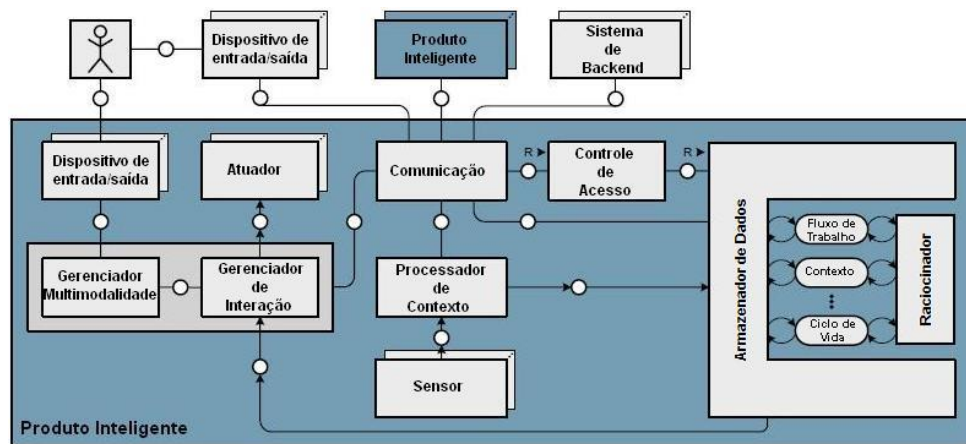 Dispositivo de
entrada/saída
Produto
Inteligente
Sistema
de
Backend
Dispositivo de
entrada/saída
Atuador
Comunicação
R
Controle
de
Acesso
R
Armazenador de Dados
Fluxo de
Trabalho
Contexto
Ciclo de
Vida
Raciocinador
Gerenciador
Multimodalidade
Gerenciador
de
Interação
Processador
de
Contexto
Sensor
Produto Inteligente